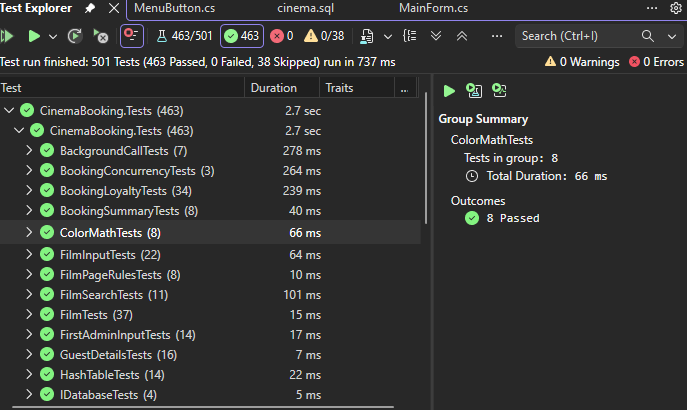 Test Explorer MenuButton.cs cinema.sql MainForm.cs
463/501 463 0 0/38 Search (Ctrl+I)
Test run finished: 501 Tests (463 Passed, 0 Failed, 38 Skipped) run in 737 ms 0 Warnings 0 Errors
Test Duration Traits ...
CinemaBooking.Tests (463) 2.7 sec
CinemaBooking.Tests (463) 2.7 sec
BackgroundCallTests (7) 278 ms
BookingConcurrencyTests (3) 264 ms
BookingLoyaltyTests (34) 239 ms
BookingSummaryTests (8) 40 ms
ColorMathTests (8) 66 ms
FilmInputTests (22) 64 ms
FilmPageRulesTests (8) 10 ms
FilmSearchTests (11) 101 ms
FilmTests (37) 15 ms
FirstAdminInputTests (14) 17 ms
GuestDetailsTests (16) 7 ms
HashTableTests (14) 22 ms
IDatabaseTests (4) 5 ms
Group Summary
ColorMathTests
Tests in group: 8
Total Duration: 66 ms
Outcomes
8 Passed